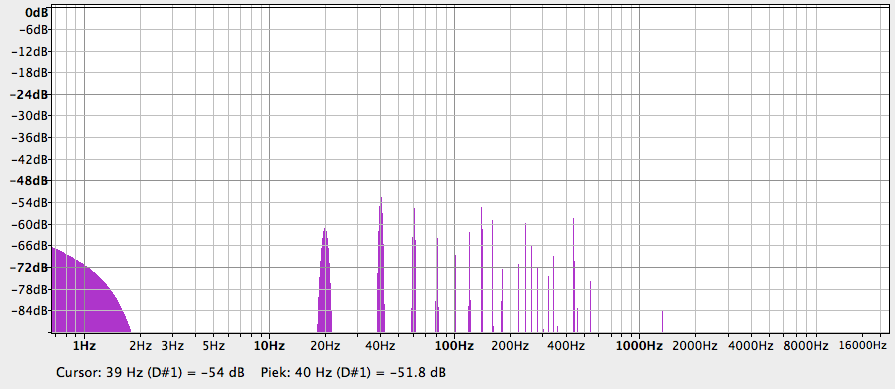 0dB
-6dB
-12dB
-18dB
-24dB
-30dB
-36dB
-42dB
-48dB
-54dB
-60dB
-66dB
-72dB
-78dB
-84dB
1Hz 2Hz 3Hz 5Hz 10Hz 20Hz 40Hz 100Hz 200Hz 400Hz 1000Hz 2000Hz 4000Hz 8000Hz 16000Hz
Cursor: 39 Hz (D#1) = -54 dB Piek: 40 Hz (D#1) = -51.8 dB